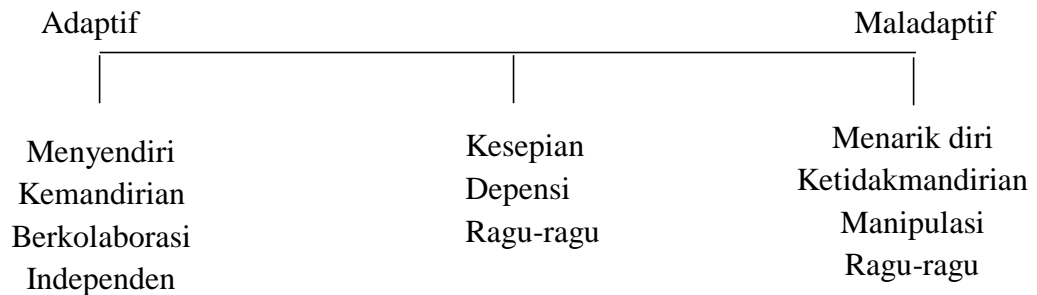 Adaptif
Maladaptif
Menyendiri
Kemandirian
Berkolaborasi
Independen
Kesepian
Depensi
Ragu-ragu
Menarik diri
Ketidakmandirian
Manipulasi
Ragu-ragu